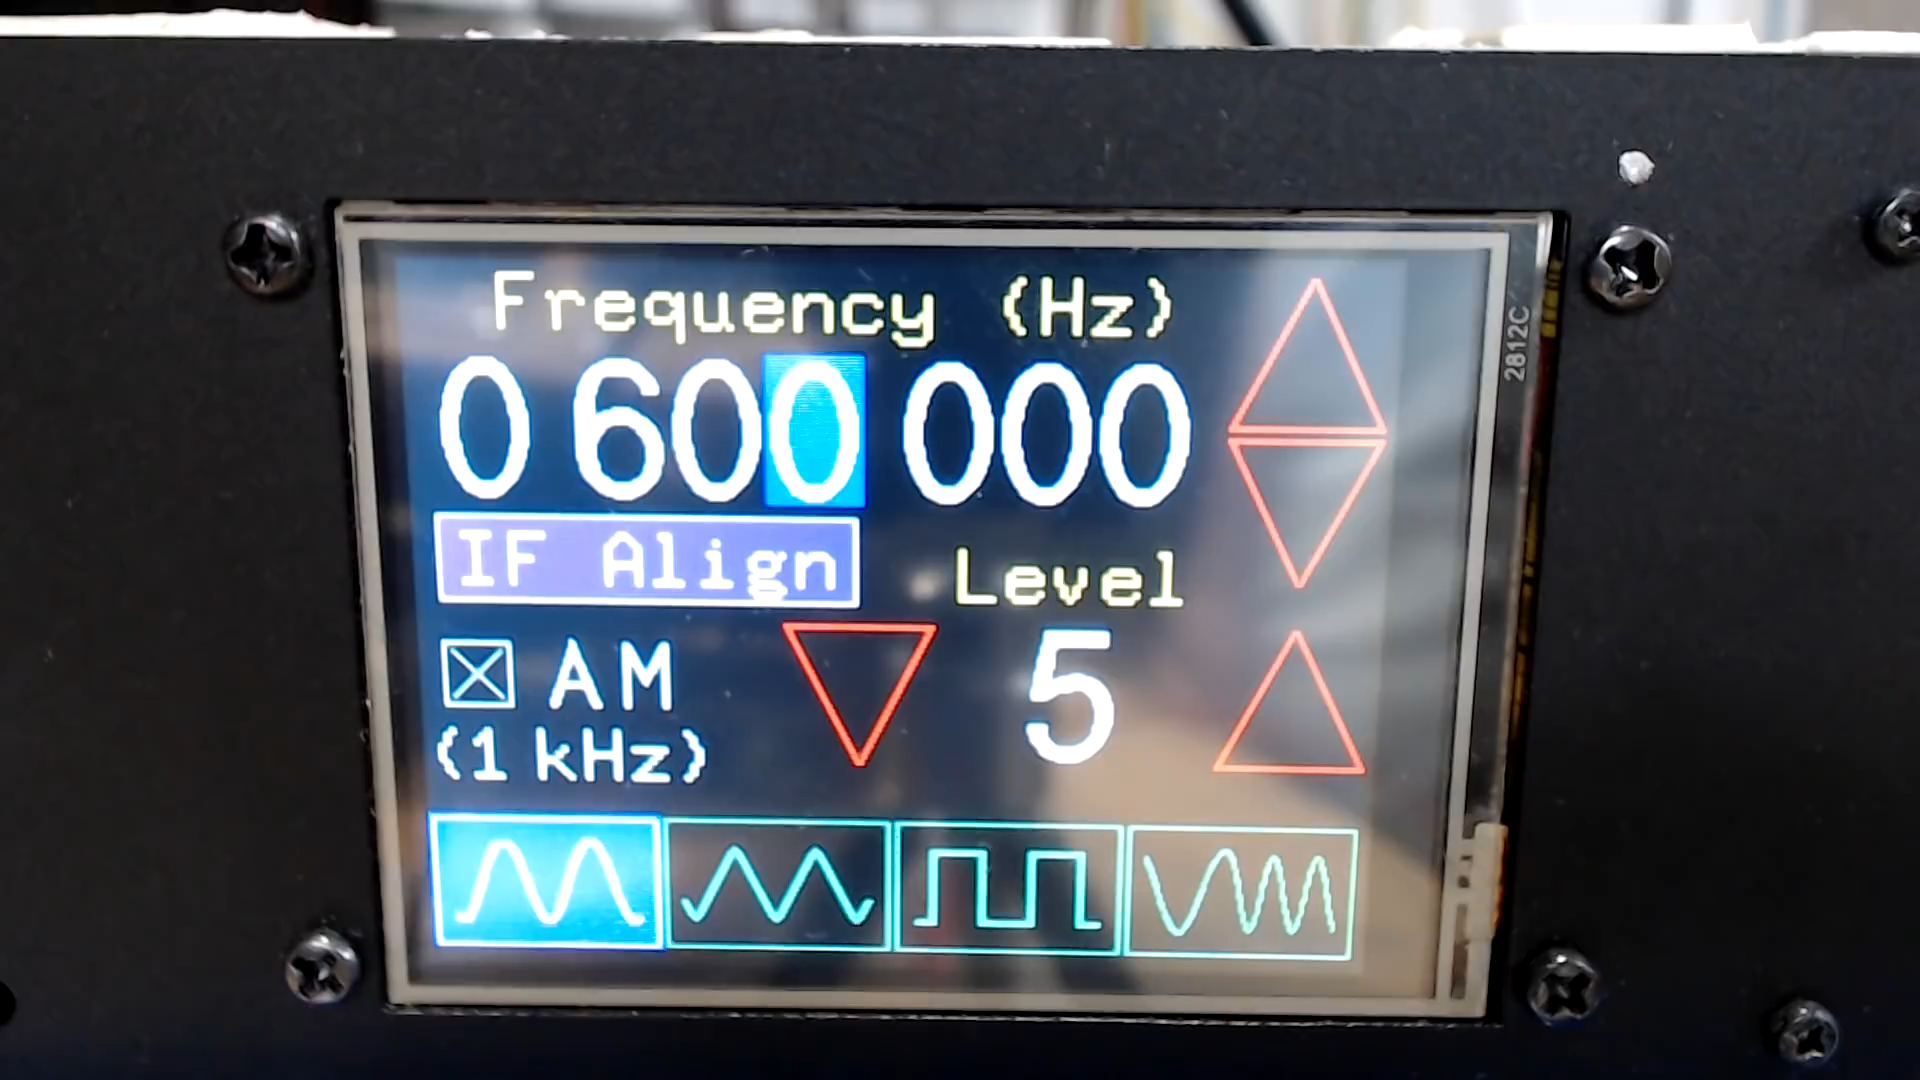 Frequency (Hz)
0 600 000
IF Align
Level
AM
5
(1 kHz)
2812C